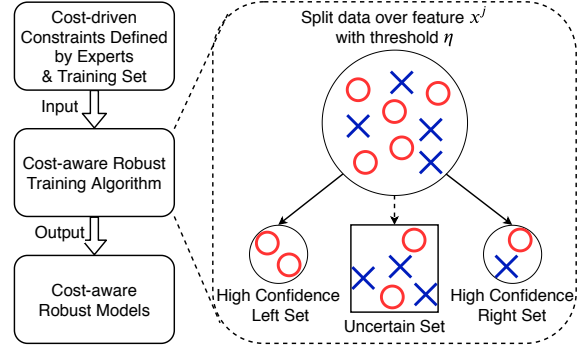 Cost-driven
Constraints Defined
by Experts
& Training Set
Input
Cost-aware Robust
Training Algorithm
Output
Cost-aware
Robust Models
Split data over feature x^j
with threshold η
High Confidence
Left Set
Uncertain Set
High Confidence
Right Set